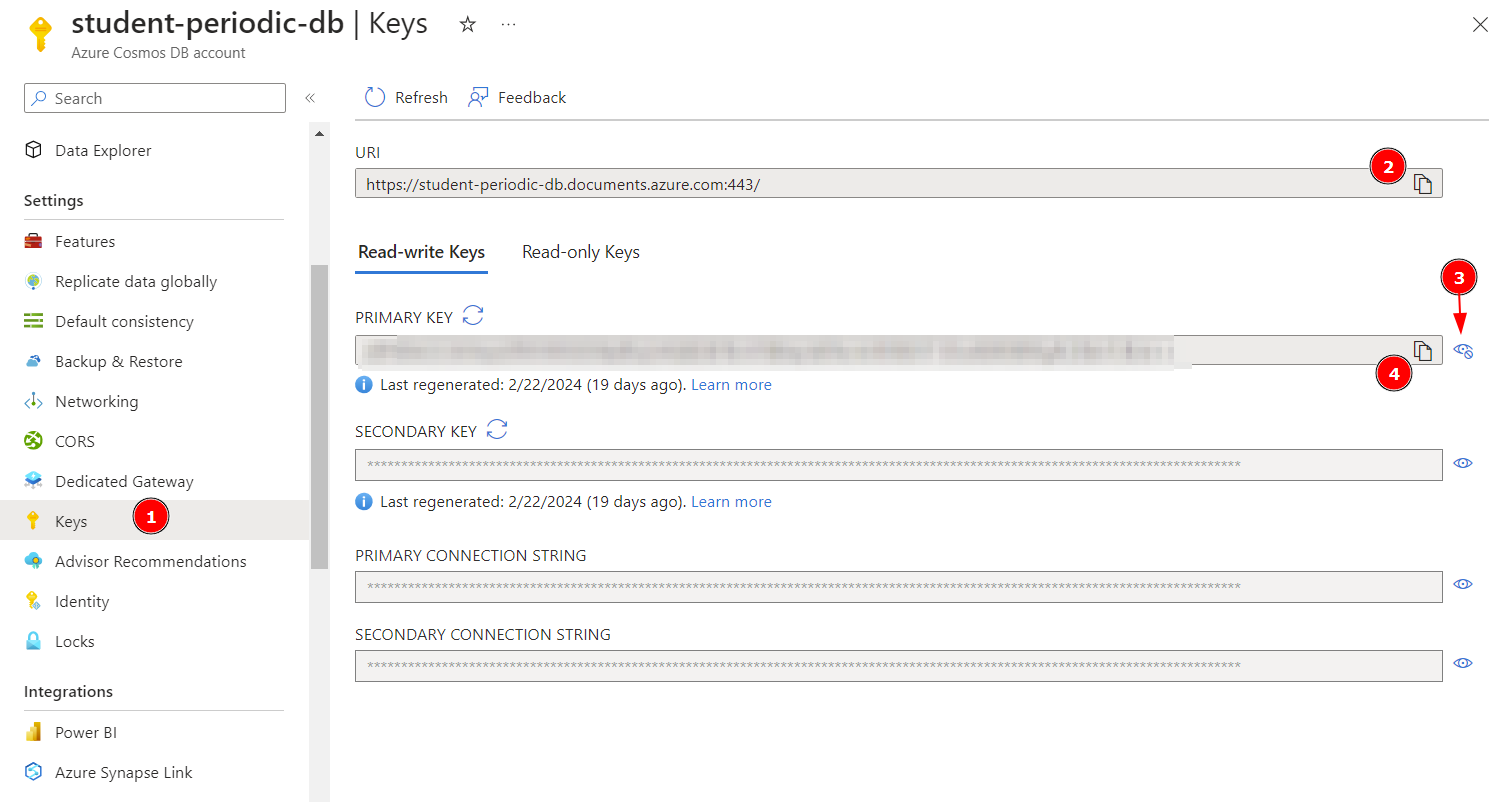 student-periodic-db | Keys
Azure Cosmos DB account
Search
Data Explorer
Settings
Features
Replicate data globally
Default consistency
Backup & Restore
Networking
CORS
Dedicated Gateway
Keys
1
Advisor Recommendations
Identity
Locks
Integrations
Power BI
Azure Synapse Link
Refresh
Feedback
URI
2
https://student-periodic-db.documents.azure.com:443/
Read-write Keys
Read-only Keys
3
PRIMARY KEY
4
Last regenerated: 2/22/2024 (19 days ago). Learn more
SECONDARY KEY
Last regenerated: 2/22/2024 (19 days ago). Learn more
PRIMARY CONNECTION STRING
SECONDARY CONNECTION STRING